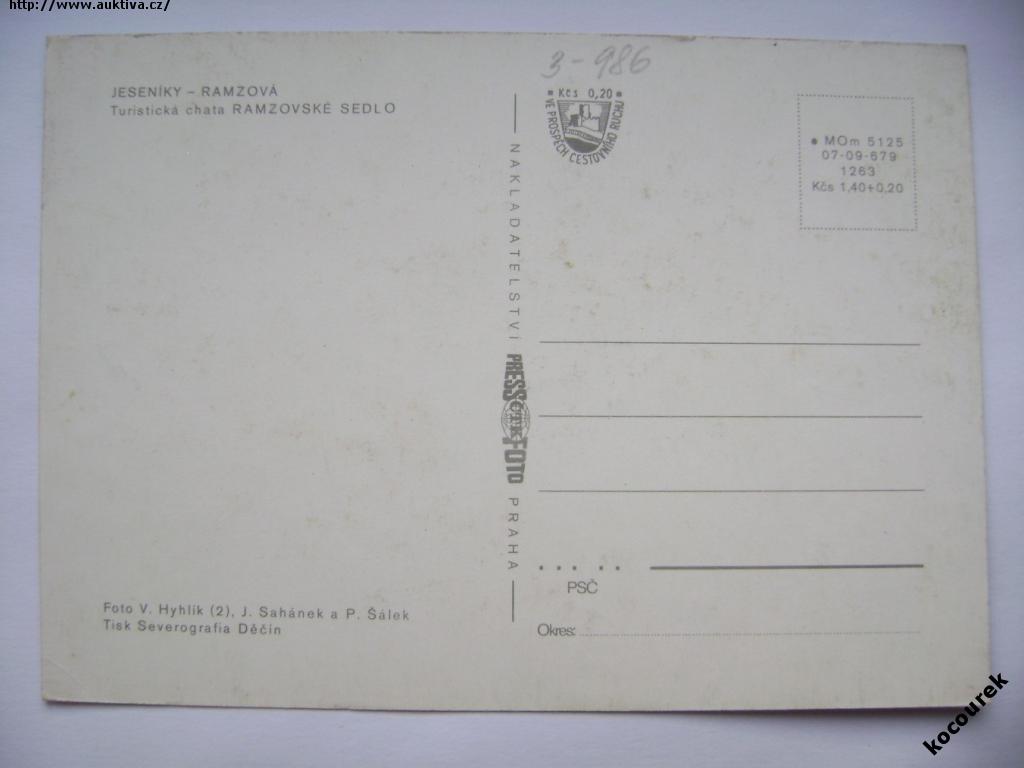 http://www.auktiva.cz/
JESENÍKY – RAMZOVÁ
Turistická chata RAMZOVSKÉ SEDLO
Foto V. Hyhlík (2), J. Sahánek a P. Šálek
Tisk Severografia Děčín
NAKLADATELSTVÍ PRESSFOTO PRAHA
3-986
Kčs 0,20
VE PROSPĚCH CESTOVNÍHO RUCHU
• MOm 5125
07-09-679
1263
Kčs 1,40+0,20
PSČ
Okres:
kocourek